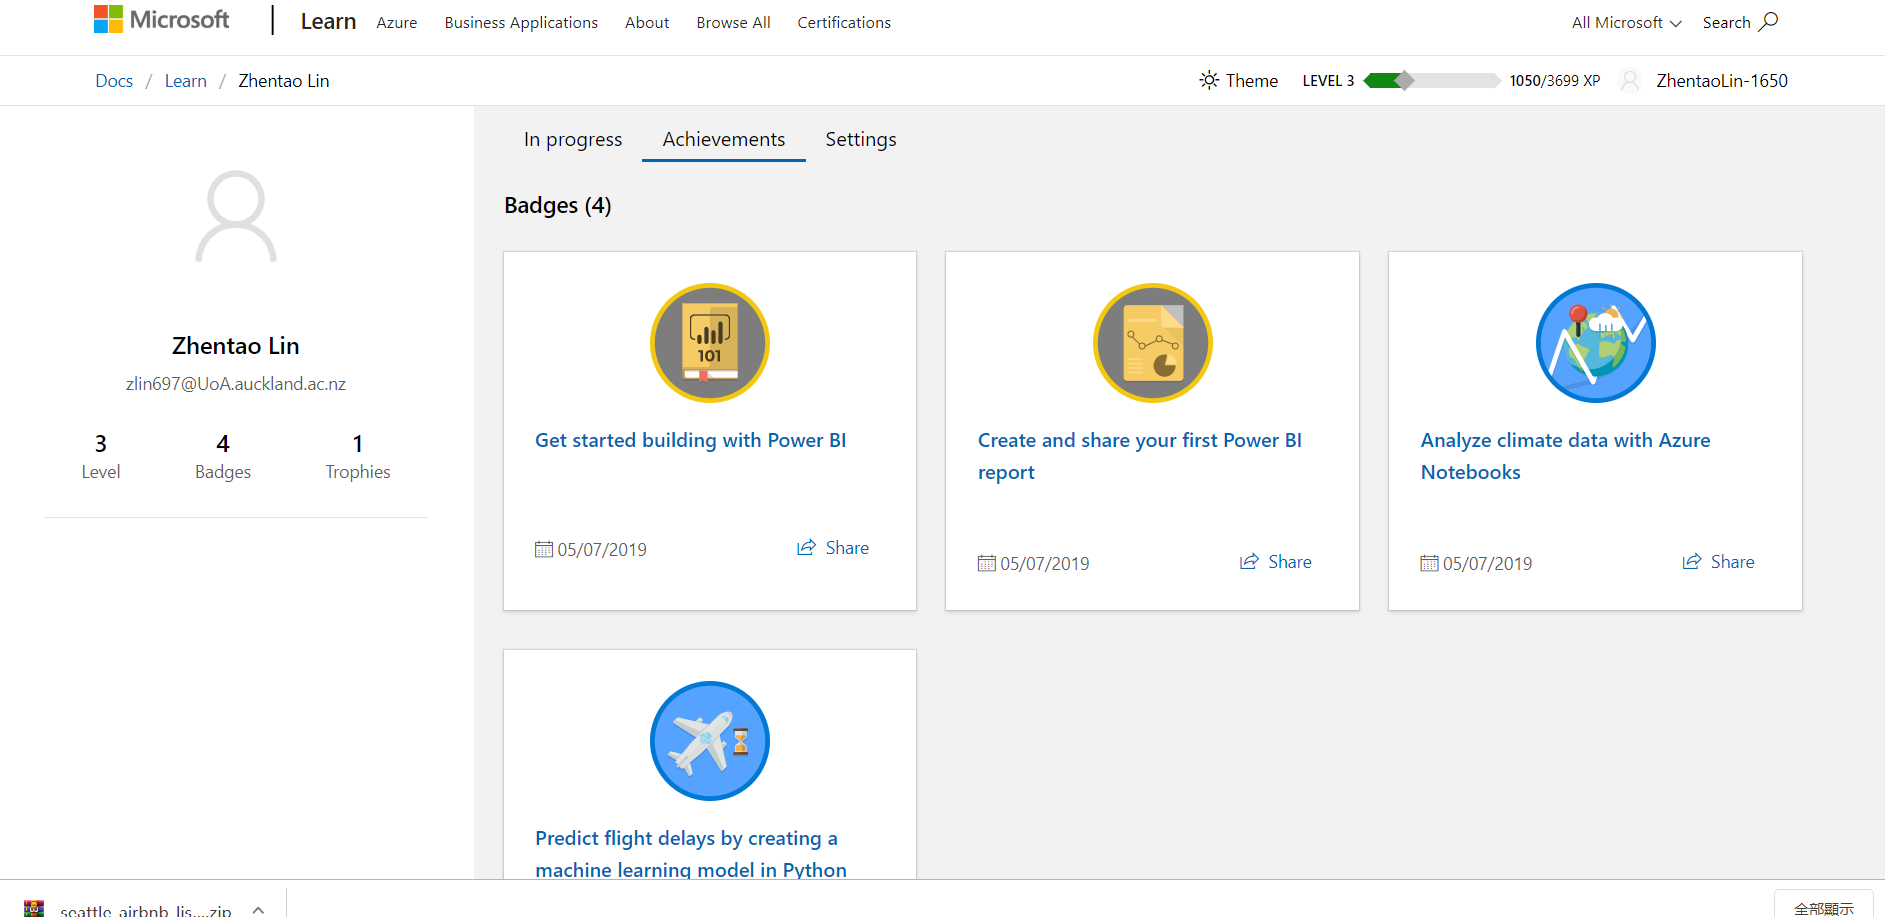 Microsoft Learn Azure Business Applications About Browse All Certifications All Microsoft Search
Docs / Learn / Zhentao Lin Theme LEVEL 3 1050/3699 XP ZhentaoLin-1650
In progress Achievements Settings
Badges (4)
Zhentao Lin
zlin697@UoA.auckland.ac.nz
3 4 1
Level Badges Trophies
101
Get started building with Power BI
05/07/2019 Share
Create and share your first Power BI
report
05/07/2019 Share
Analyze climate data with Azure
Notebooks
05/07/2019 Share
Predict flight delays by creating a
machine learning model in Python
seattle_airbnb_lis....zip 全部顯示